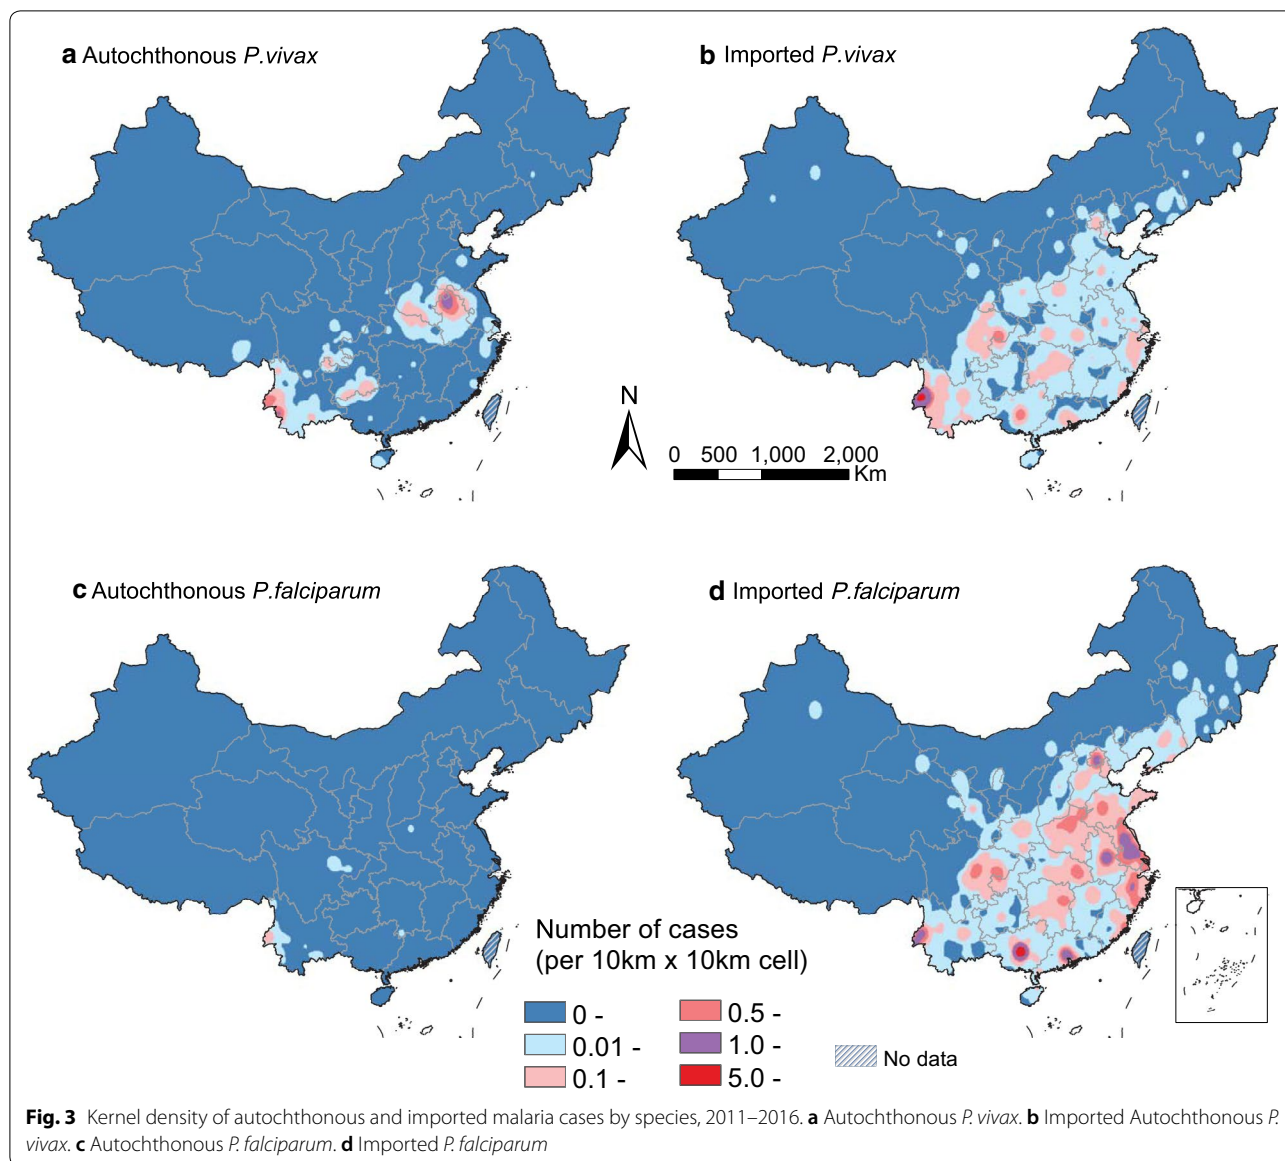 a Autochthonous P.vivax
b Imported P.vivax
N
0 500 1,000 2,000
Km
c Autochthonous P.falciparum
d Imported P.falciparum
Number of cases
(per 10km x 10km cell)
0 -
0.01 -
0.1 -
0.5 -
1.0 -
5.0 -
No data
Fig. 3 Kernel density of autochthonous and imported malaria cases by species, 2011–2016. a Autochthonous P. vivax. b Imported Autochthonous P.
vivax. c Autochthonous P. falciparum. d Imported P. falciparum